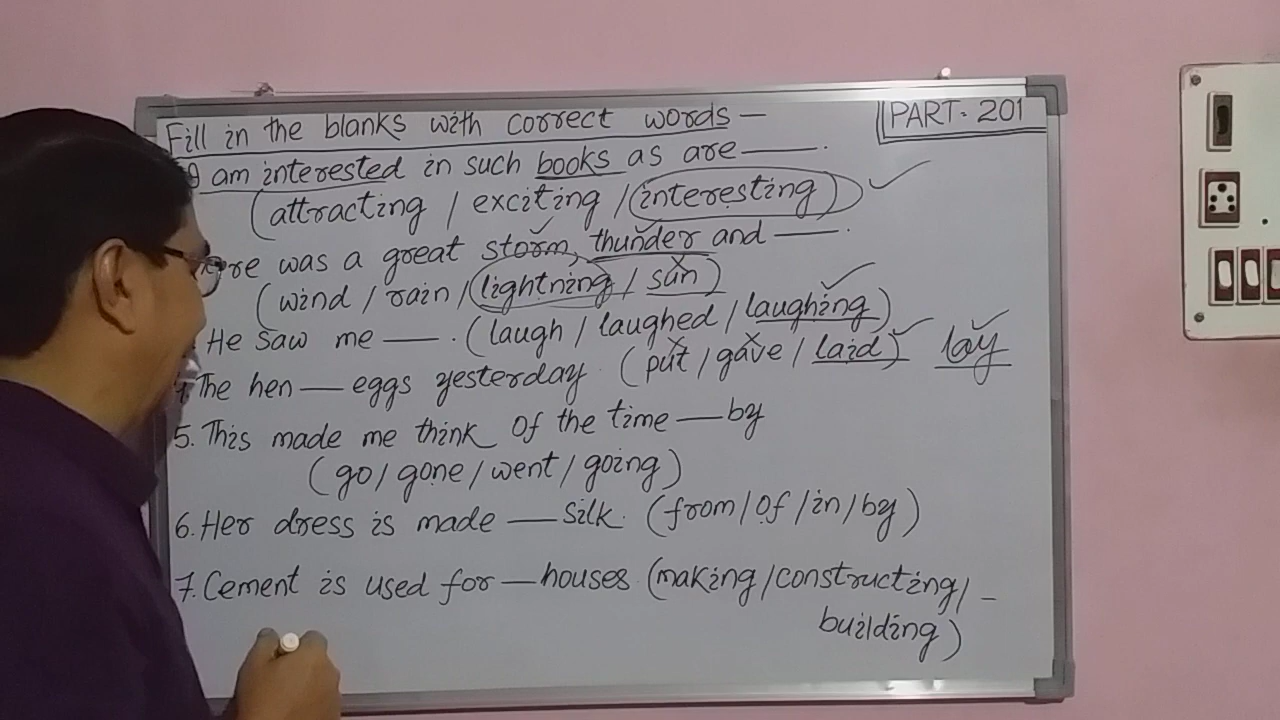 Fill in the blanks with correct words —
PART- 201
am interested in such books as are ——.
(attracting / exciting / interesting)
was a great storm, thunder and ——.
(wind / rain / lightning / sun)
He saw me —— . (laugh / laughed / laughing)
The hen — eggs yesterday. (put / gave / laid) lay
5. This made me think of the time — by
(go / gone / went / going)
6. Her dress is made — silk. (from / of / in / by)
7. Cement is used for — houses (making / constructing / –
building)